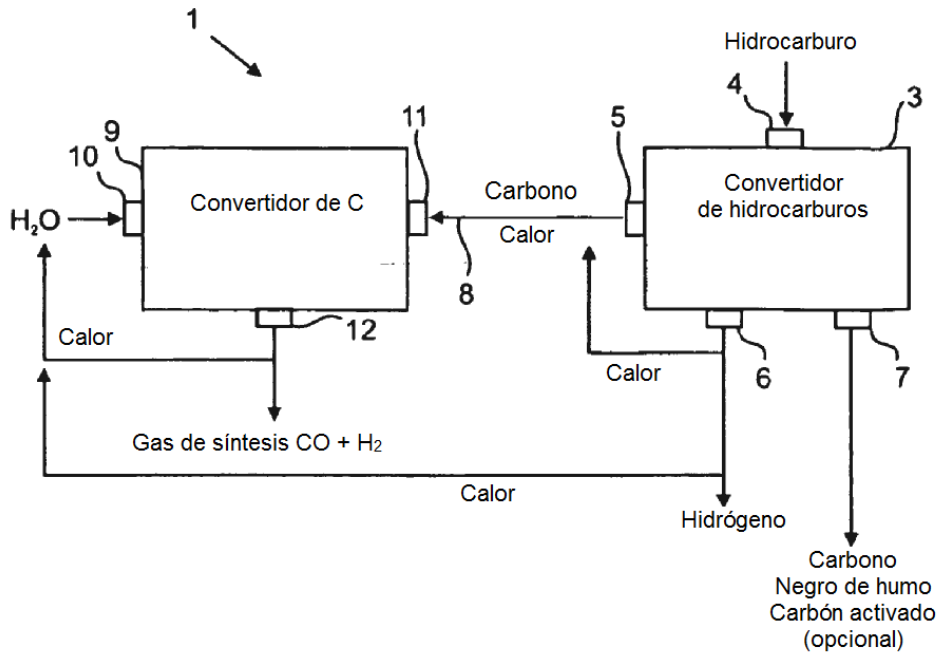 1
Hidrocarburo
4
3
5
11
9
10
Convertidor de C
Convertidor
de hidrocarburos
Carbono
H₂O
Calor
8
12
Calor
6
7
Calor
Gas de síntesis CO + H₂
Calor
Hidrógeno
Carbono
Negro de humo
Carbón activado
(opcional)